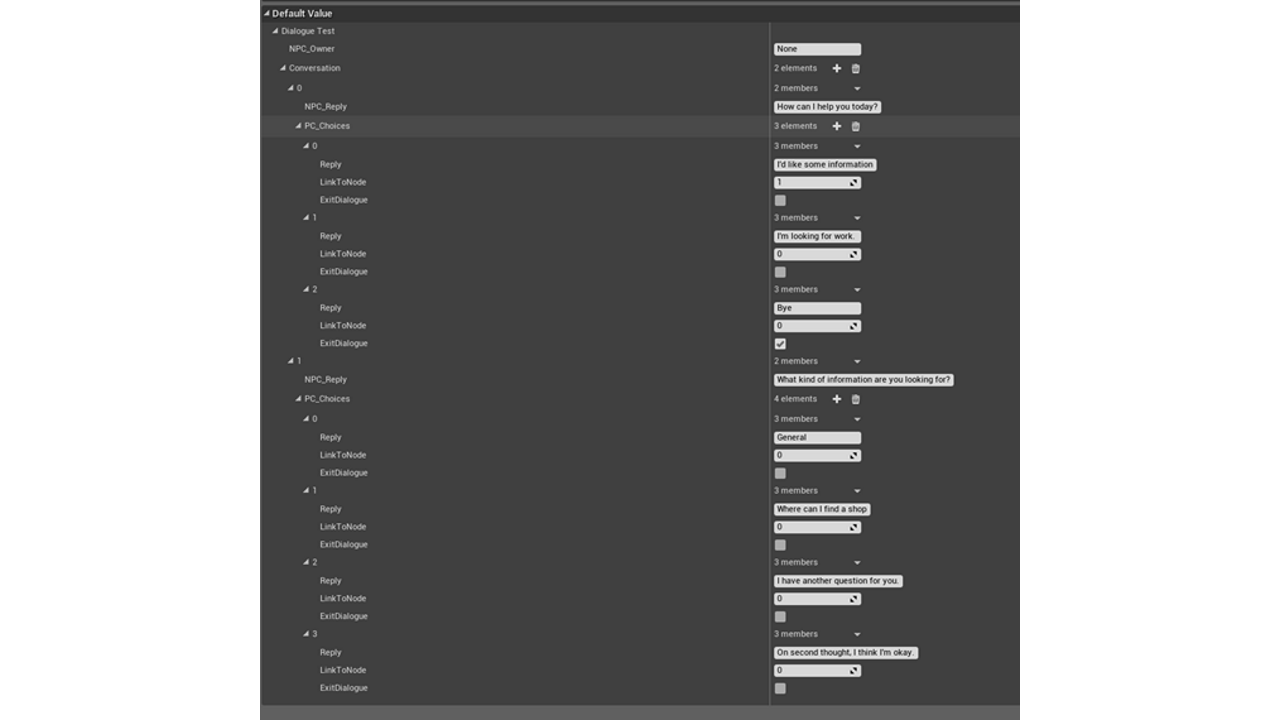 Default Value
Dialogue Test
NPC_Owner None
Conversation 2 elements
0 2 members
NPC_Reply How can I help you today?
PC_Choices 3 elements
0 3 members
Reply I'd like some information
LinkToNode 1
ExitDialogue
1 3 members
Reply I'm looking for work.
LinkToNode 0
ExitDialogue
2 3 members
Reply Bye
LinkToNode 0
ExitDialogue
1 2 members
NPC_Reply What kind of information are you looking for?
PC_Choices 4 elements
0 3 members
Reply General
LinkToNode 0
ExitDialogue
1 3 members
Reply Where can I find a shop
LinkToNode 0
ExitDialogue
2 3 members
Reply I have another question for you.
LinkToNode 0
ExitDialogue
3 3 members
Reply On second thought, I think I'm okay.
LinkToNode 0
ExitDialogue